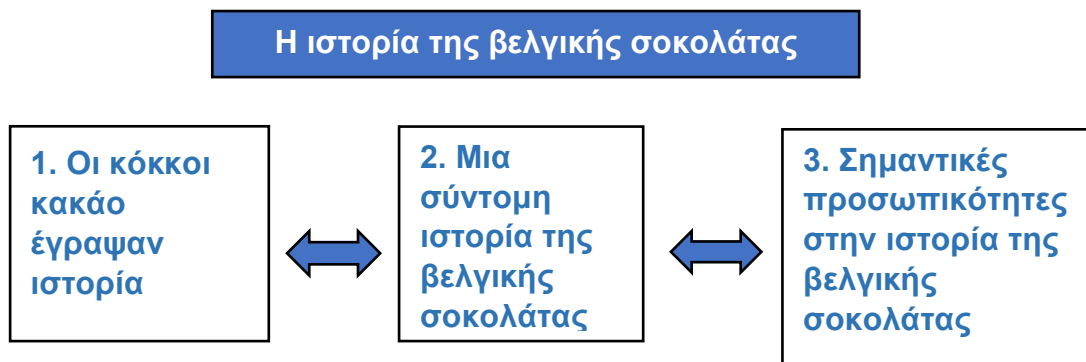 Η ιστορία της βελγικής σοκολάτας
1. Οι κόκκοι
κακάο
έγραψαν
ιστορία
2. Μια
σύντομη
ιστορία της
βελγικής
σοκολάτας
3. Σημαντικές
προσωπικότητες
στην ιστορία της
βελγικής
σοκολάτας